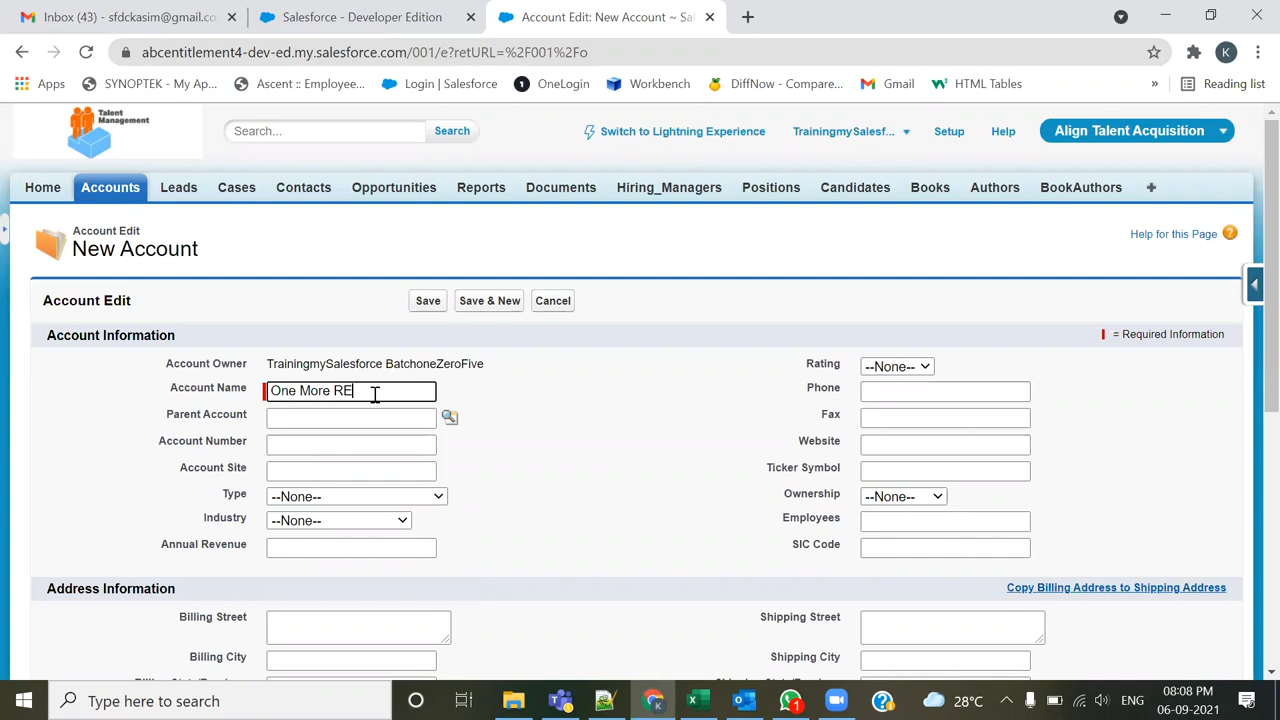 Inbox (43) - sfdckasim@gmail.co
Salesforce - Developer Edition
Account Edit: New Account ~ Sa
abcentitlement4-dev-ed.my.salesforce.com/001/e?retURL=%2F001%2Fo
K
Apps
SYNOPTEK - My Ap...
Ascent :: Employee...
Login | Salesforce
OneLogin
Workbench
DiffNow - Compare...
Gmail
HTML Tables
»
Reading list
Talent Management
Search...
Search
Switch to Lightning Experience
TrainingmySalesf...
Setup
Help
Align Talent Acquisition
Home
Accounts
Leads
Cases
Contacts
Opportunities
Reports
Documents
Hiring_Managers
Positions
Candidates
Books
Authors
BookAuthors
Account Edit
New Account
Help for this Page ?
Account Edit
Save
Save & New
Cancel
Account Information
= Required Information
Account Owner
TrainingmySalesforce BatchoneZeroFive
Rating
--None--
Account Name
One More RE
Phone
Parent Account
Fax
Account Number
Website
Account Site
Ticker Symbol
Type
--None--
Ownership
--None--
Industry
--None--
Employees
Annual Revenue
SIC Code
Address Information
Copy Billing Address to Shipping Address
Billing Street
Shipping Street
Billing City
Shipping City
Type here to search
1
28°C
ENG
08:08 PM
06-09-2021